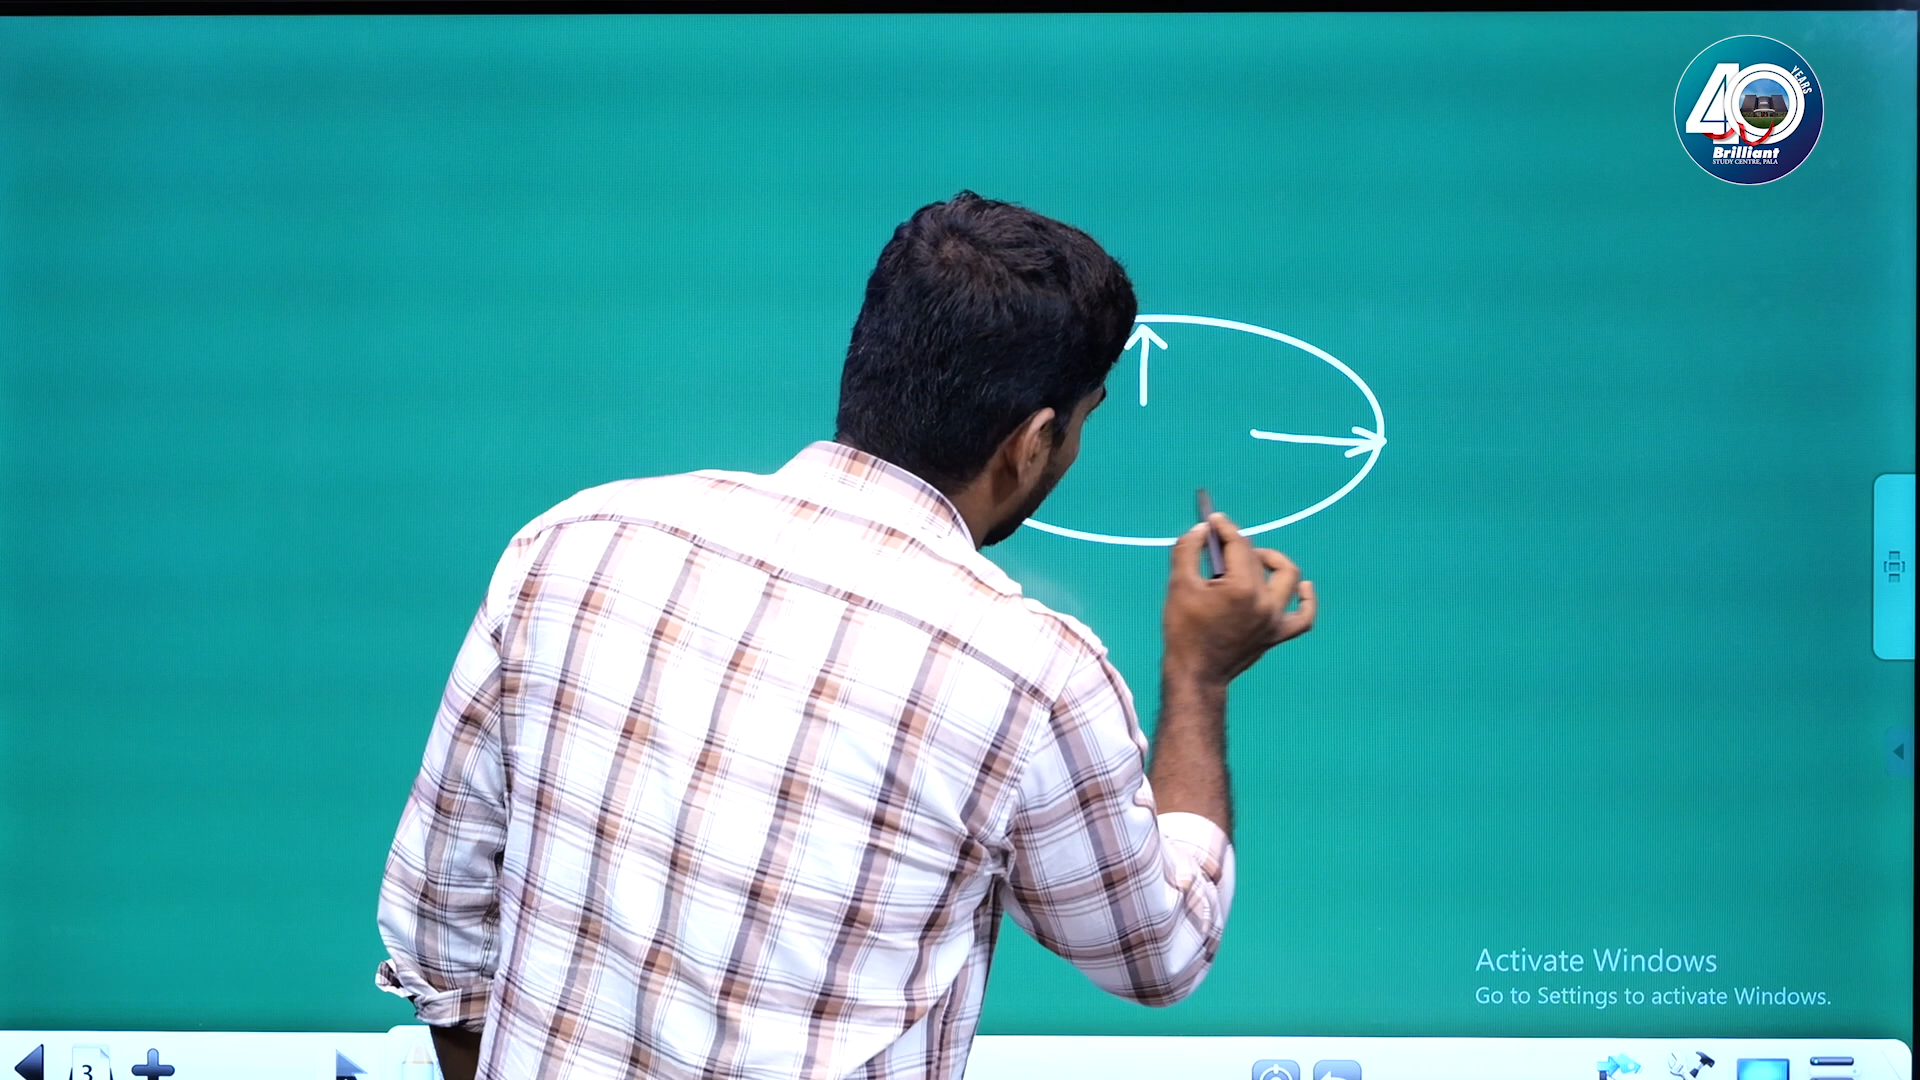 40
YEARS
Brilliant
STUDY CENTRE, PALA
Activate Windows
Go to Settings to activate Windows.
3